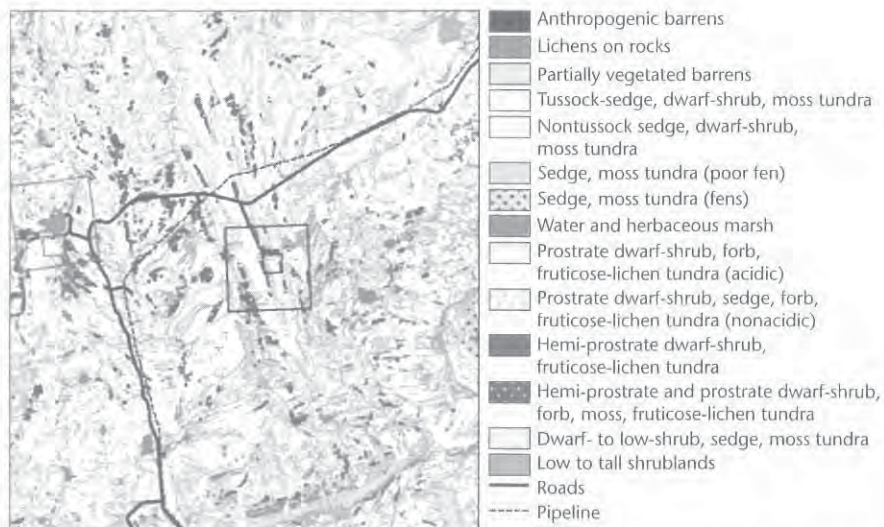 Anthropogenic barrens
Lichens on rocks
Partially vegetated barrens
Tussock-sedge, dwarf-shrub, moss tundra
Nontussock sedge, dwarf-shrub,
moss tundra
Sedge, moss tundra (poor fen)
Sedge, moss tundra (fens)
Water and herbaceous marsh
Prostrate dwarf-shrub, forb,
fruticose-lichen tundra (acidic)
Prostrate dwarf-shrub, sedge, forb,
fruticose-lichen tundra (nonacidic)
Hemi-prostrate dwarf-shrub,
fruticose-lichen tundra
Hemi-prostrate and prostrate dwarf-shrub,
forb, moss, fruticose-lichen tundra
Dwarf- to low-shrub, sedge, moss tundra
Low to tall shrublands
Roads
Pipeline